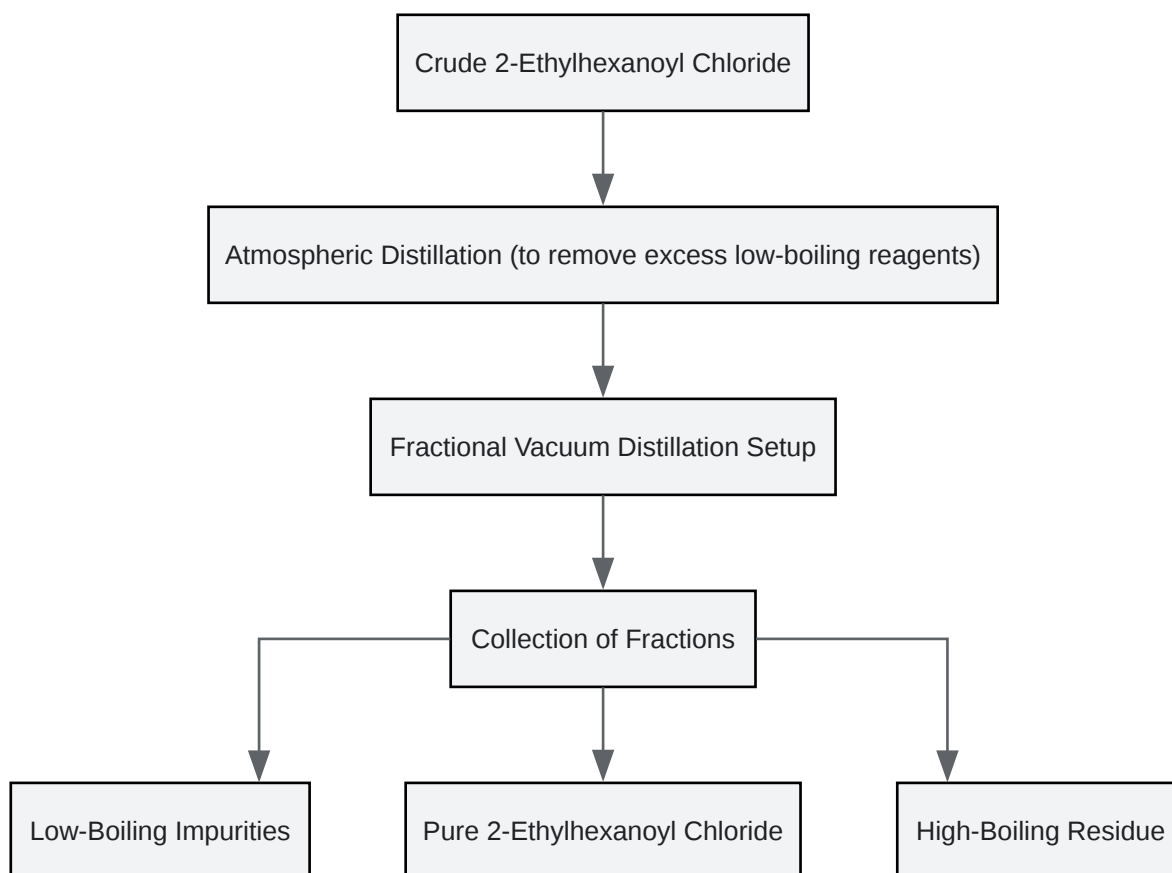 Crude 2-Ethylhexanoyl Chloride
Atmospheric Distillation (to remove excess low-boiling reagents)
Fractional Vacuum Distillation Setup
Collection of Fractions
Low-Boiling Impurities
Pure 2-Ethylhexanoyl Chloride
High-Boiling Residue